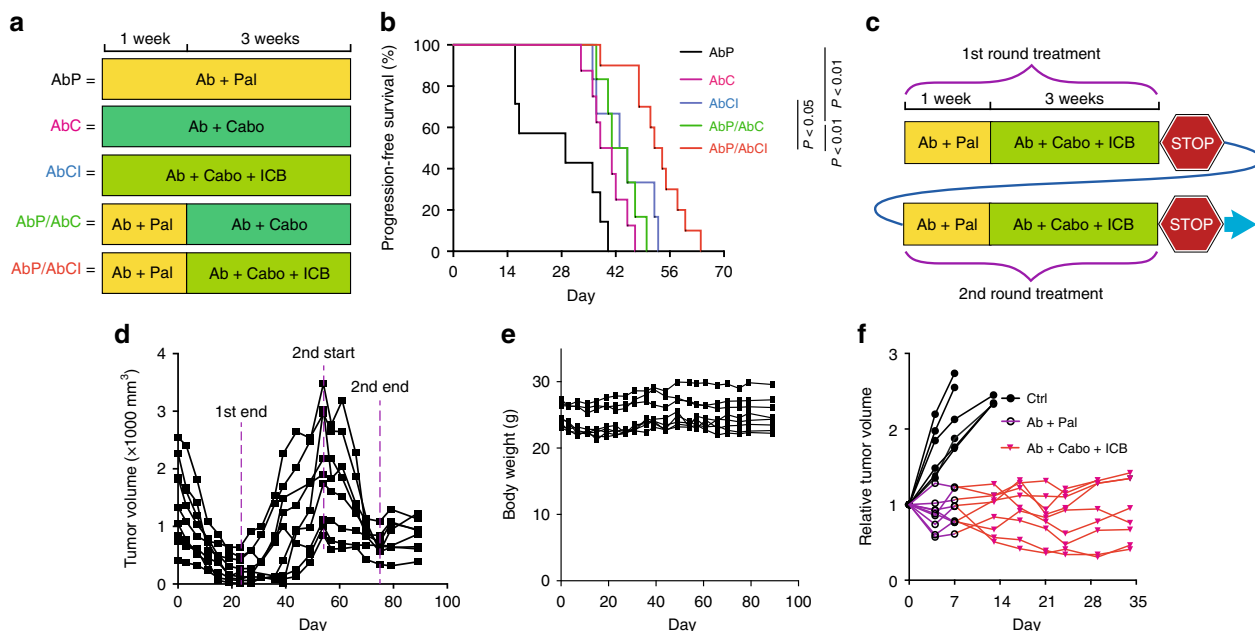 a
1 week 3 weeks
AbP = Ab + Pal
AbC = Ab + Cabo
AbCI = Ab + Cabo + ICB
AbP/AbC = Ab + Pal Ab + Cabo
AbP/AbCI = Ab + Pal Ab + Cabo + ICB
b
Progression-free survival (%)
100
80
60
40
20
0
0 14 28 42 56 70
Day
AbP
AbC
AbCI
AbP/AbC
AbP/AbCI
P < 0.05
P < 0.01
P < 0.01
c
1st round treatment
1 week 3 weeks
Ab + Pal Ab + Cabo + ICB STOP
Ab + Pal Ab + Cabo + ICB STOP
2nd round treatment
d
Tumor volume (×1000 mm³)
4
3
2
1
0
2nd start
1st end
2nd end
0 20 40 60 80 100
Day
e
Body weight (g)
30
20
10
0
0 20 40 60 80 100
Day
f
Relative tumor volume
3
2
1
0
Ctrl
Ab + Pal
Ab + Cabo + ICB
0 7 14 21 28 35
Day